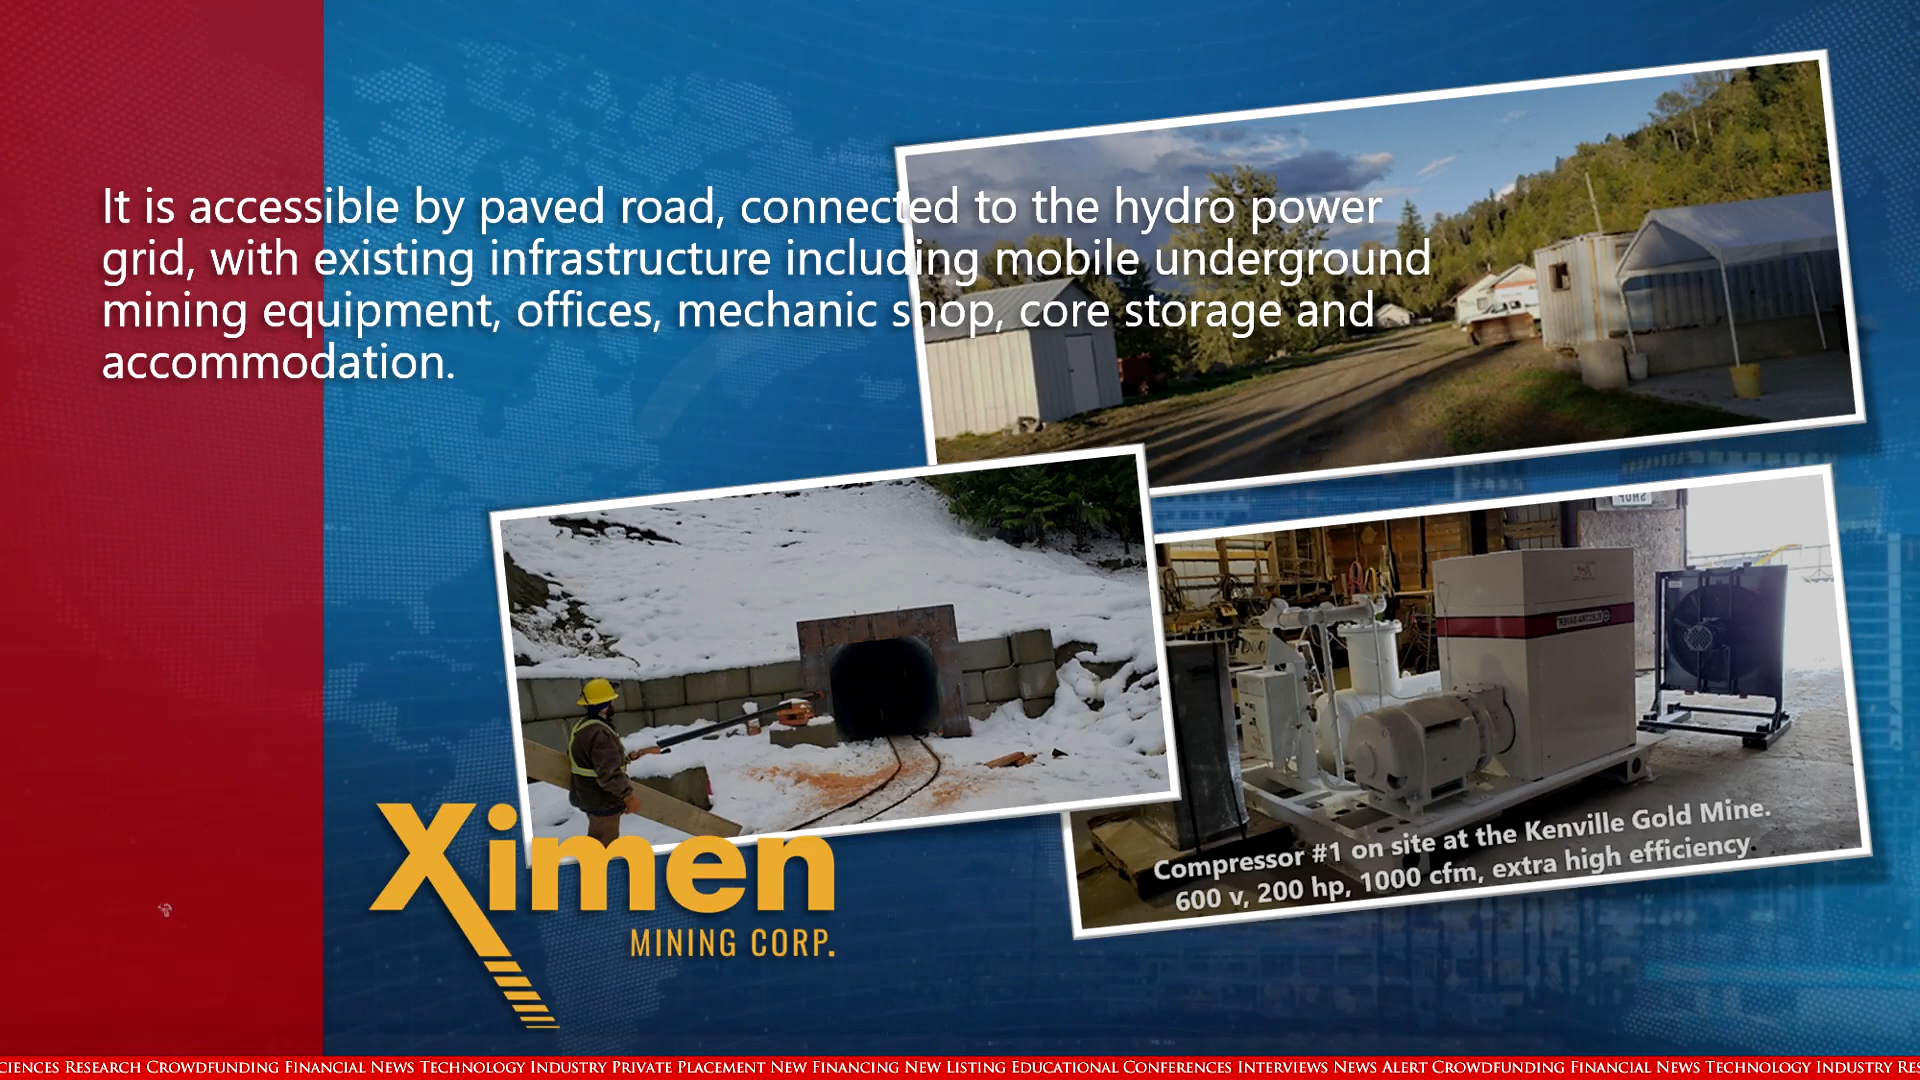 It is accessible by paved road, connected to the hydro power
grid, with existing infrastructure including mobile underground
mining equipment, offices, mechanic shop, core storage and
accommodation.
SHOP
Compressor #1 on site at the Kenville Gold Mine.
600 v, 200 hp, 1000 cfm, extra high efficiency.
Ximen
MINING CORP.
CIENCES RESEARCH CROWDFUNDING FINANCIAL NEWS TECHNOLOGY INDUSTRY PRIVATE PLACEMENT NEW FINANCING NEW LISTING EDUCATIONAL CONFERENCES INTERVIEWS NEWS ALERT CROWDFUNDING FINANCIAL NEWS TECHNOLOGY INDUSTRY RES